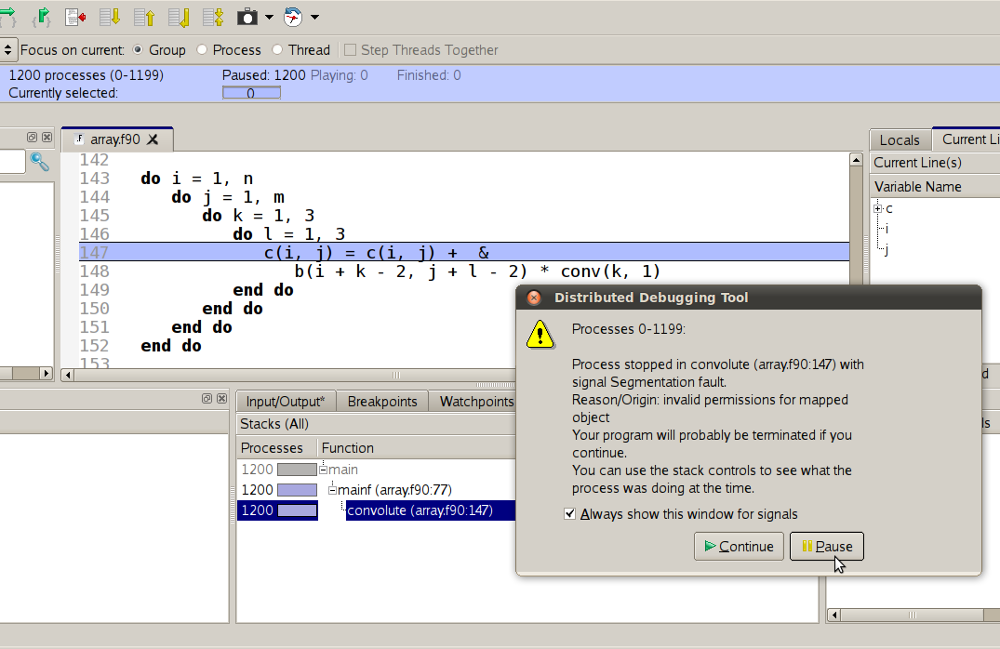 Focus on current: Group Process Thread Step Threads Together
1200 processes (0-1199) Paused: 1200 Playing: 0 Finished: 0
Currently selected: 0
array.f90
Locals Current Li
Current Line(s)
Variable Name
c
i
j
142
143 do i = 1, n
144 do j = 1, m
145 do k = 1, 3
146 do l = 1, 3
147 c(i, j) = c(i, j) + &
148 b(i + k - 2, j + l - 2) * conv(k, 1)
149 end do
150 end do
151 end do
152 end do
153
Distributed Debugging Tool
Processes 0-1199:
Process stopped in convolute (array.f90:147) with
signal Segmentation fault.
Reason/Origin: invalid permissions for mapped
object
Your program will probably be terminated if you
continue.
You can use the stack controls to see what the
process was doing at the time.
Always show this window for signals
Continue Pause
Input/Output* Breakpoints Watchpoints
Stacks (All)
Processes Function
1200 main
1200 mainf (array.f90:77)
1200 convolute (array.f90:147)